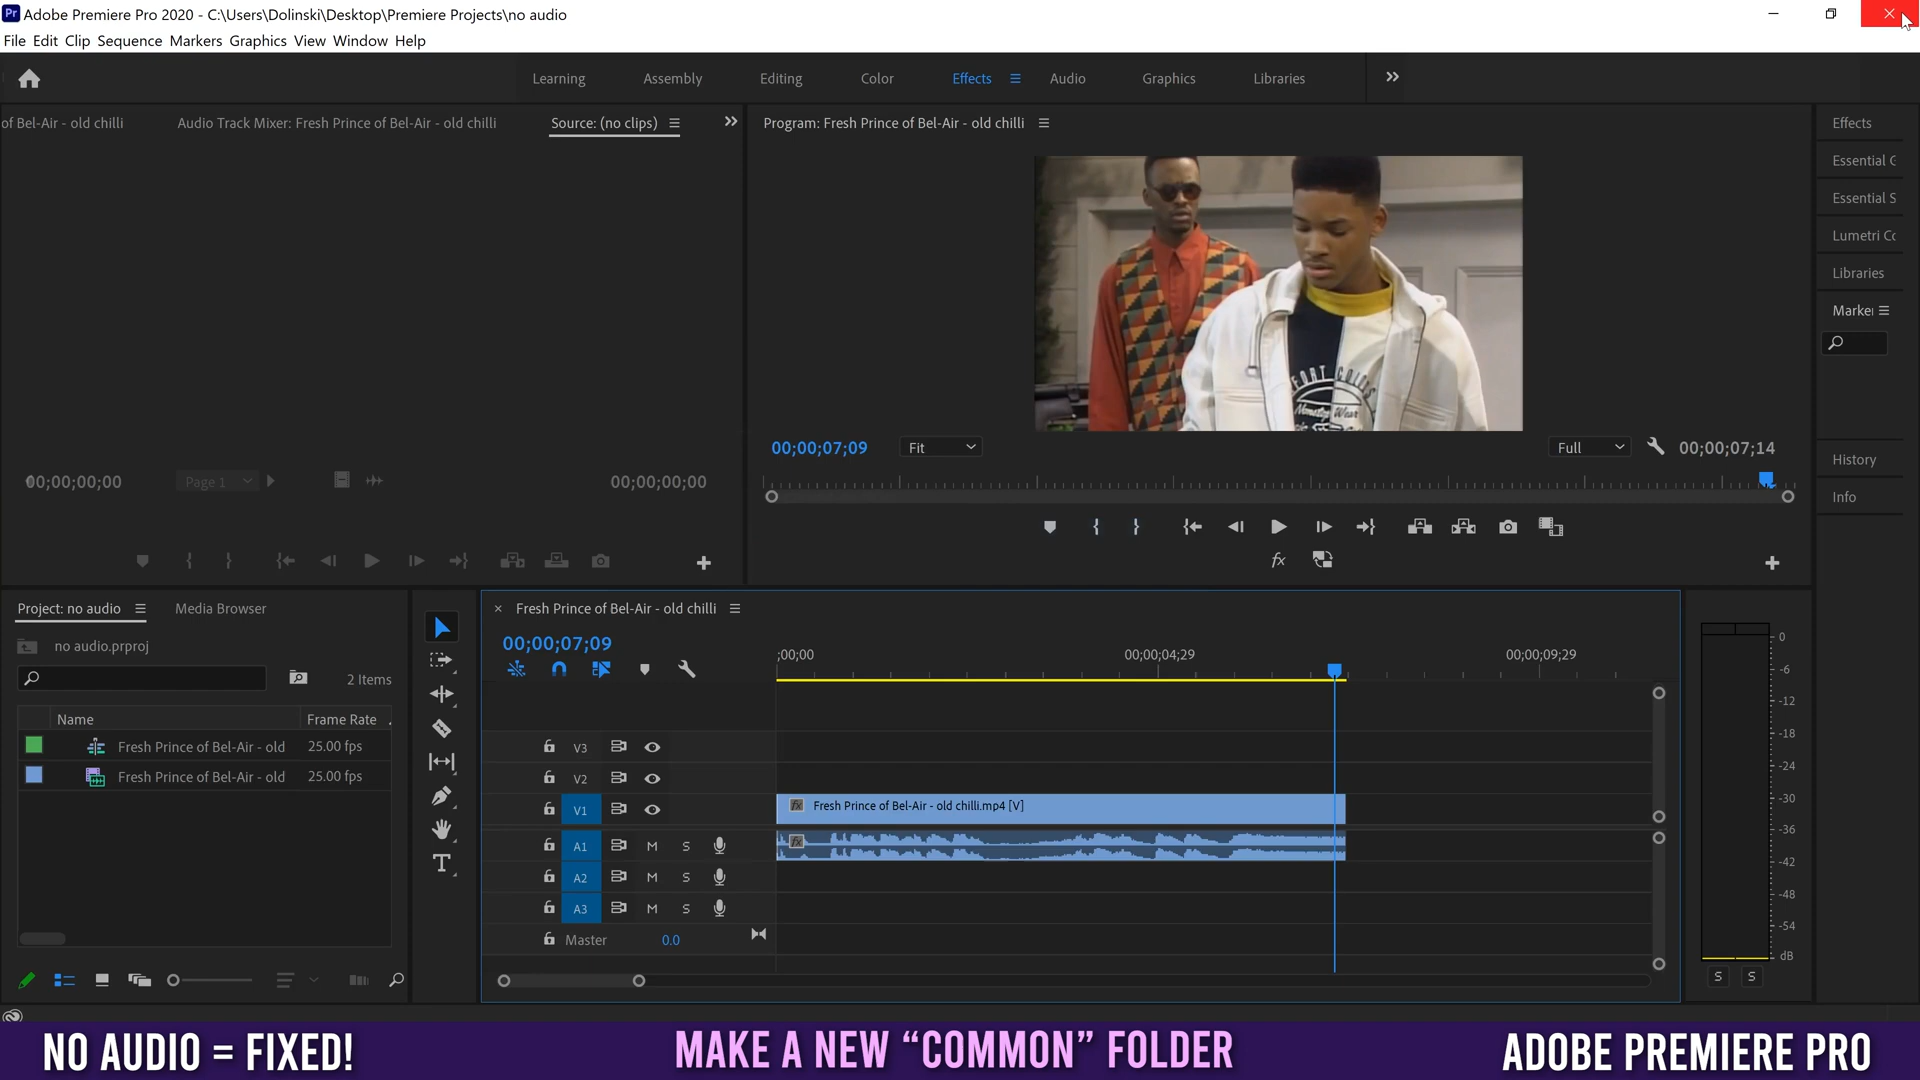 Pr Adobe Premiere Pro 2020 - C:\Users\Dolinski\Desktop\Premiere Projects\no audio
File Edit Clip Sequence Markers Graphics View Window Help
Learning Assembly Editing Color Effects Audio Graphics Libraries
of Bel-Air - old chilli Audio Track Mixer: Fresh Prince of Bel-Air - old chilli Source: (no clips)
Program: Fresh Prince of Bel-Air - old chilli
Effects
Essential G
Essential S
Lumetri Co
Libraries
Marker
History
Info
00;00;07;09 Fit Full 00;00;07;14
00;00;00;00 Page 1 00;00;00;00
fx
Project: no audio Media Browser
no audio.prproj
2 Items
Name Frame Rate
Fresh Prince of Bel-Air - old 25.00 fps
Fresh Prince of Bel-Air - old 25.00 fps
T
Fresh Prince of Bel-Air - old chilli
00;00;07;09
;00;00 00;00;04;29 00;00;09;29
V3
V2
V1 fx Fresh Prince of Bel-Air - old chilli.mp4 [V]
A1 M S fx
A2 M S
A3 M S
Master 0.0
0
-6
-12
-18
-24
-30
-36
-42
-48
-54
dB
S S
NO AUDIO = FIXED! MAKE A NEW “COMMON” FOLDER ADOBE PREMIERE PRO